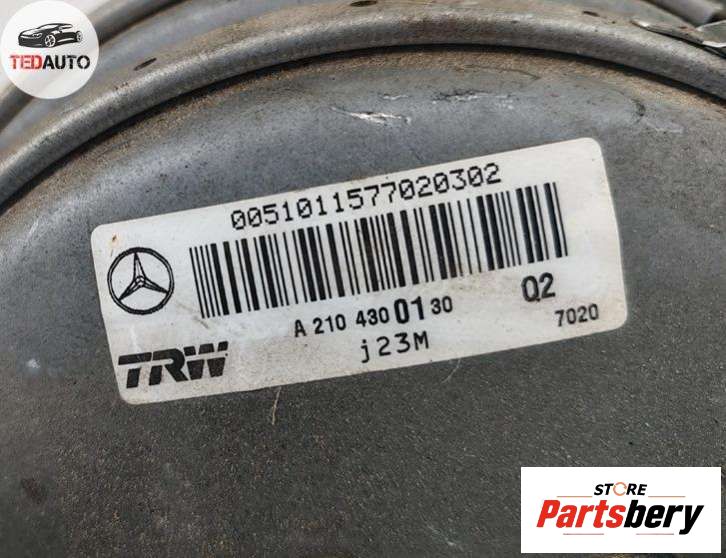 TEDAUTO
0051011577020302
A 210 430 01 30
Q2
TRW
j23M
7020
STORE
Partsbery